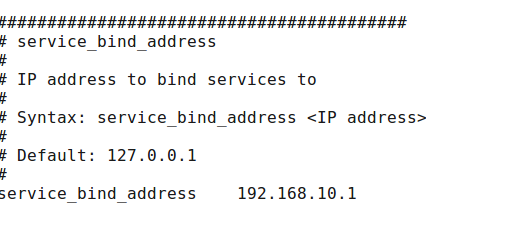 #########################################
# service_bind_address
#
# IP address to bind services to
#
# Syntax: service_bind_address <IP address>
#
# Default: 127.0.0.1
#
service_bind_address    192.168.10.1